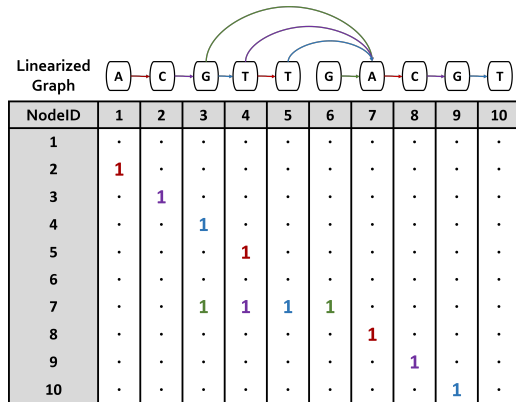 Linearized
Graph
A C G T T G A C G T
NodeID 1 2 3 4 5 6 7 8 9 10
1 · · · · · · · · · ·
2 1 · · · · · · · · ·
3 · 1 · · · · · · · ·
4 · · 1 · · · · · · ·
5 · · · 1 · · · · · ·
6 · · · · · · · · · ·
7 · · 1 1 1 1 · · · ·
8 · · · · · · 1 · · ·
9 · · · · · · · 1 · ·
10 · · · · · · · · 1 ·